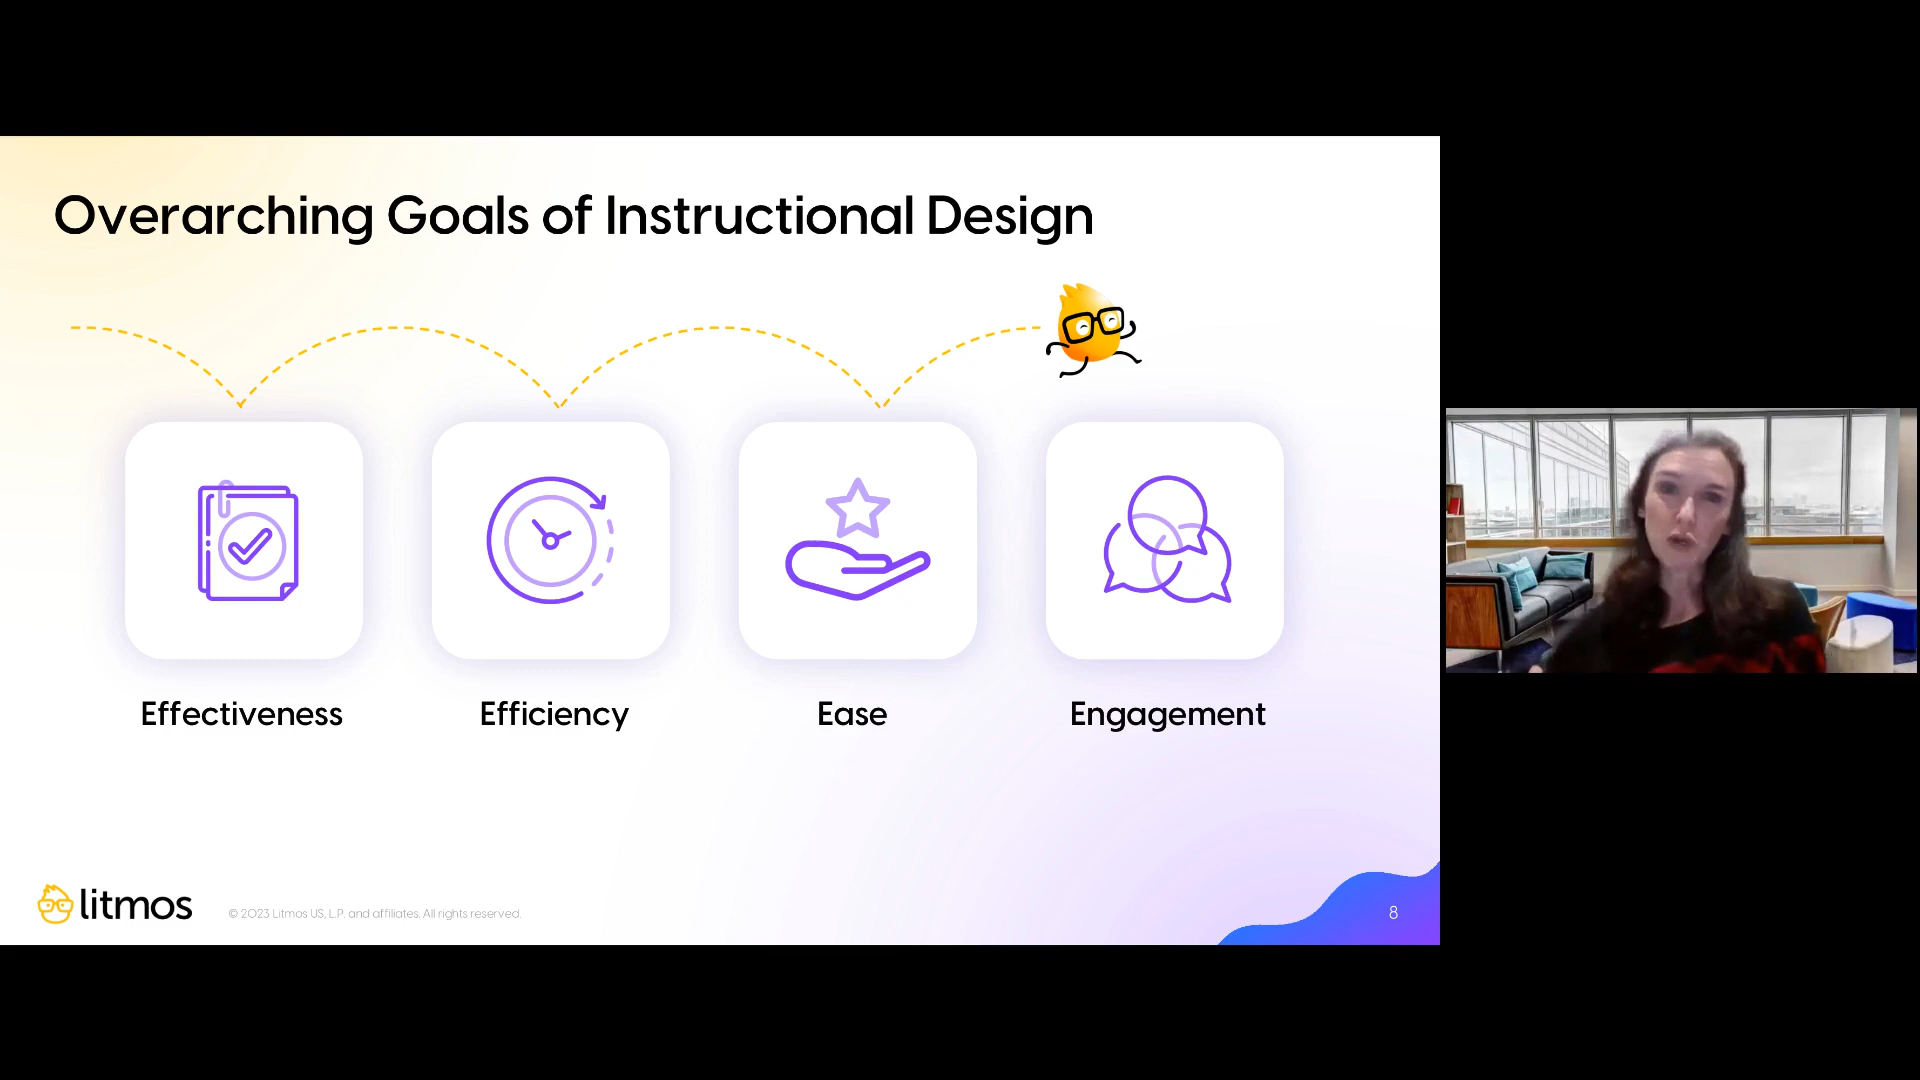 Overarching Goals of Instructional Design
Effectiveness
Efficiency
Ease
Engagement
litmos
© 2023 Litmos US, L.P. and affiliates. All rights reserved.
8